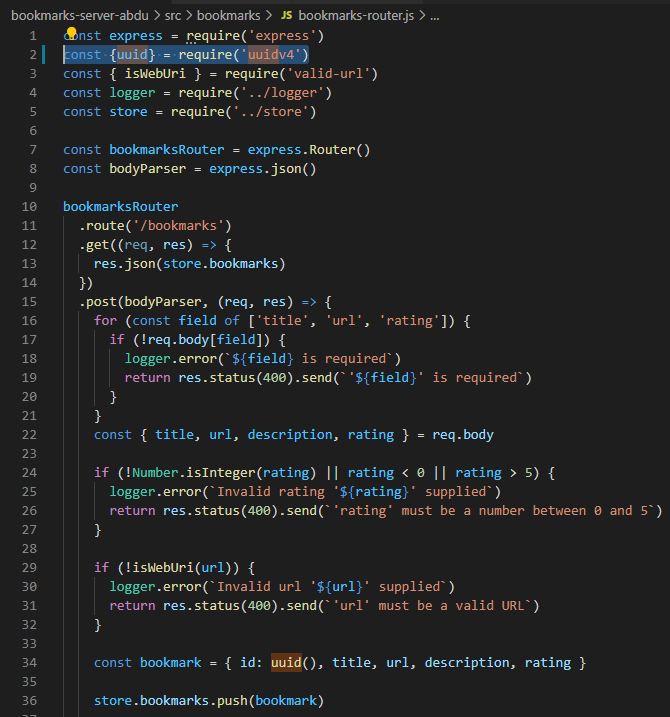 bookmarks-server-abdu > src > bookmarks > JS bookmarks-router.js > ...
1 const express = require('express')
2 const {uuid} = require('uuidv4')
3 const { isWebUri } = require('valid-url')
4 const logger = require('../logger')
5 const store = require('../store')
6
7 const bookmarksRouter = express.Router()
8 const bodyParser = express.json()
9
10 bookmarksRouter
11   .route('/bookmarks')
12   .get((req, res) => {
13     res.json(store.bookmarks)
14   })
15   .post(bodyParser, (req, res) => {
16     for (const field of ['title', 'url', 'rating']) {
17       if (!req.body[field]) {
18         logger.error(`${field} is required`)
19         return res.status(400).send(`'${field}' is required`)
20       }
21     }
22     const { title, url, description, rating } = req.body
23
24     if (!Number.isInteger(rating) || rating < 0 || rating > 5) {
25       logger.error(`Invalid rating '${rating}' supplied`)
26       return res.status(400).send(`'rating' must be a number between 0 and 5`)
27     }
28
29     if (!isWebUri(url)) {
30       logger.error(`Invalid url '${url}' supplied`)
31       return res.status(400).send(`'url' must be a valid URL`)
32     }
33
34     const bookmark = { id: uuid(), title, url, description, rating }
35
36     store.bookmarks.push(bookmark)